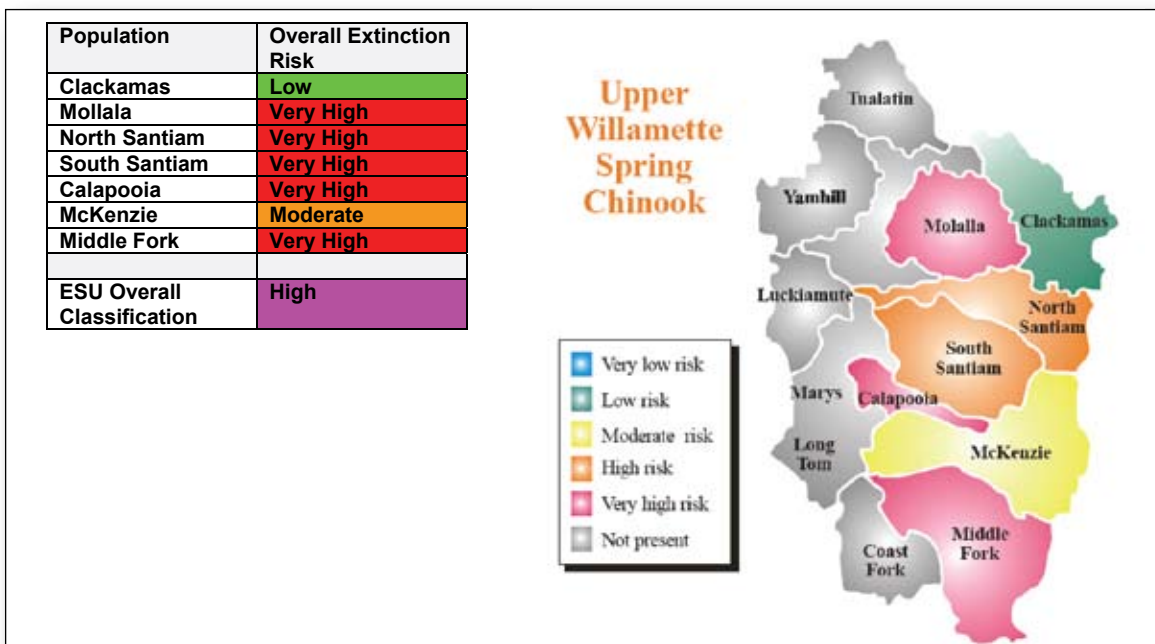 Population Overall Extinction
Risk
Clackamas Low
Mollala Very High
North Santiam Very High
South Santiam Very High
Calapooia Very High
McKenzie Moderate
Middle Fork Very High
ESU Overall High
Classification
Upper
Willamette
Spring
Chinook
Tualatin
Yamhill
Molalla
Clackamas
Luckiamute
North
Santiam
South
Santiam
Marys
Calapooia
Long
Tom
McKenzie
Middle
Fork
Coast
Fork
Very low risk
Low risk
Moderate risk
High risk
Very high risk
Not present